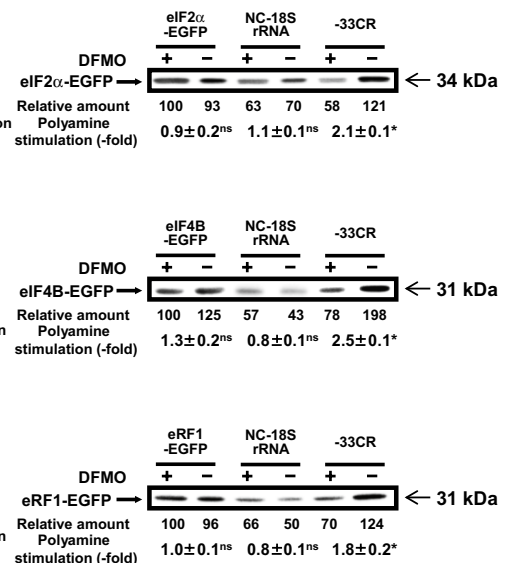 eIF2α
-EGFP
NC-18S
rRNA
-33CR
DFMO + − + − + −
eIF2α-EGFP → ← 34 kDa
Relative amount 100 93 63 70 58 121
on Polyamine
stimulation (-fold) 0.9±0.2ns 1.1±0.1ns 2.1±0.1*
eIF4B
-EGFP
NC-18S
rRNA
-33CR
DFMO + − + − + −
eIF4B-EGFP → ← 31 kDa
Relative amount 100 125 57 43 78 198
n Polyamine
stimulation (-fold) 1.3±0.2ns 0.8±0.1ns 2.5±0.1*
eRF1
-EGFP
NC-18S
rRNA
-33CR
DFMO + − + − + −
eRF1-EGFP → ← 31 kDa
Relative amount 100 96 66 50 70 124
n Polyamine
stimulation (-fold) 1.0±0.1ns 0.8±0.1ns 1.8±0.2*